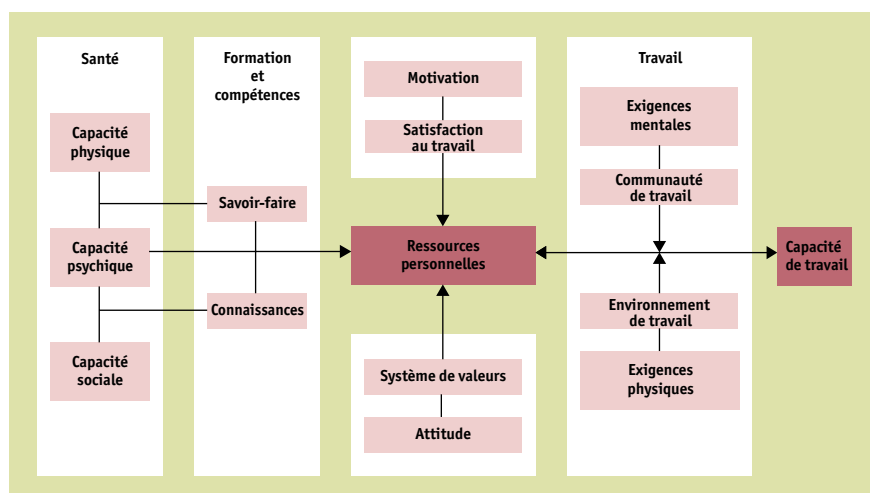 Santé
Capacité
physique
Capacité
psychique
Capacité
sociale
Formation
et
compétences
Savoir-faire
Connaissances
Motivation
Satisfaction
au travail
Ressources
personnelles
Système de valeurs
Attitude
Travail
Exigences
mentales
Communauté
de travail
Environnement
de travail
Exigences
physiques
Capacité
de travail